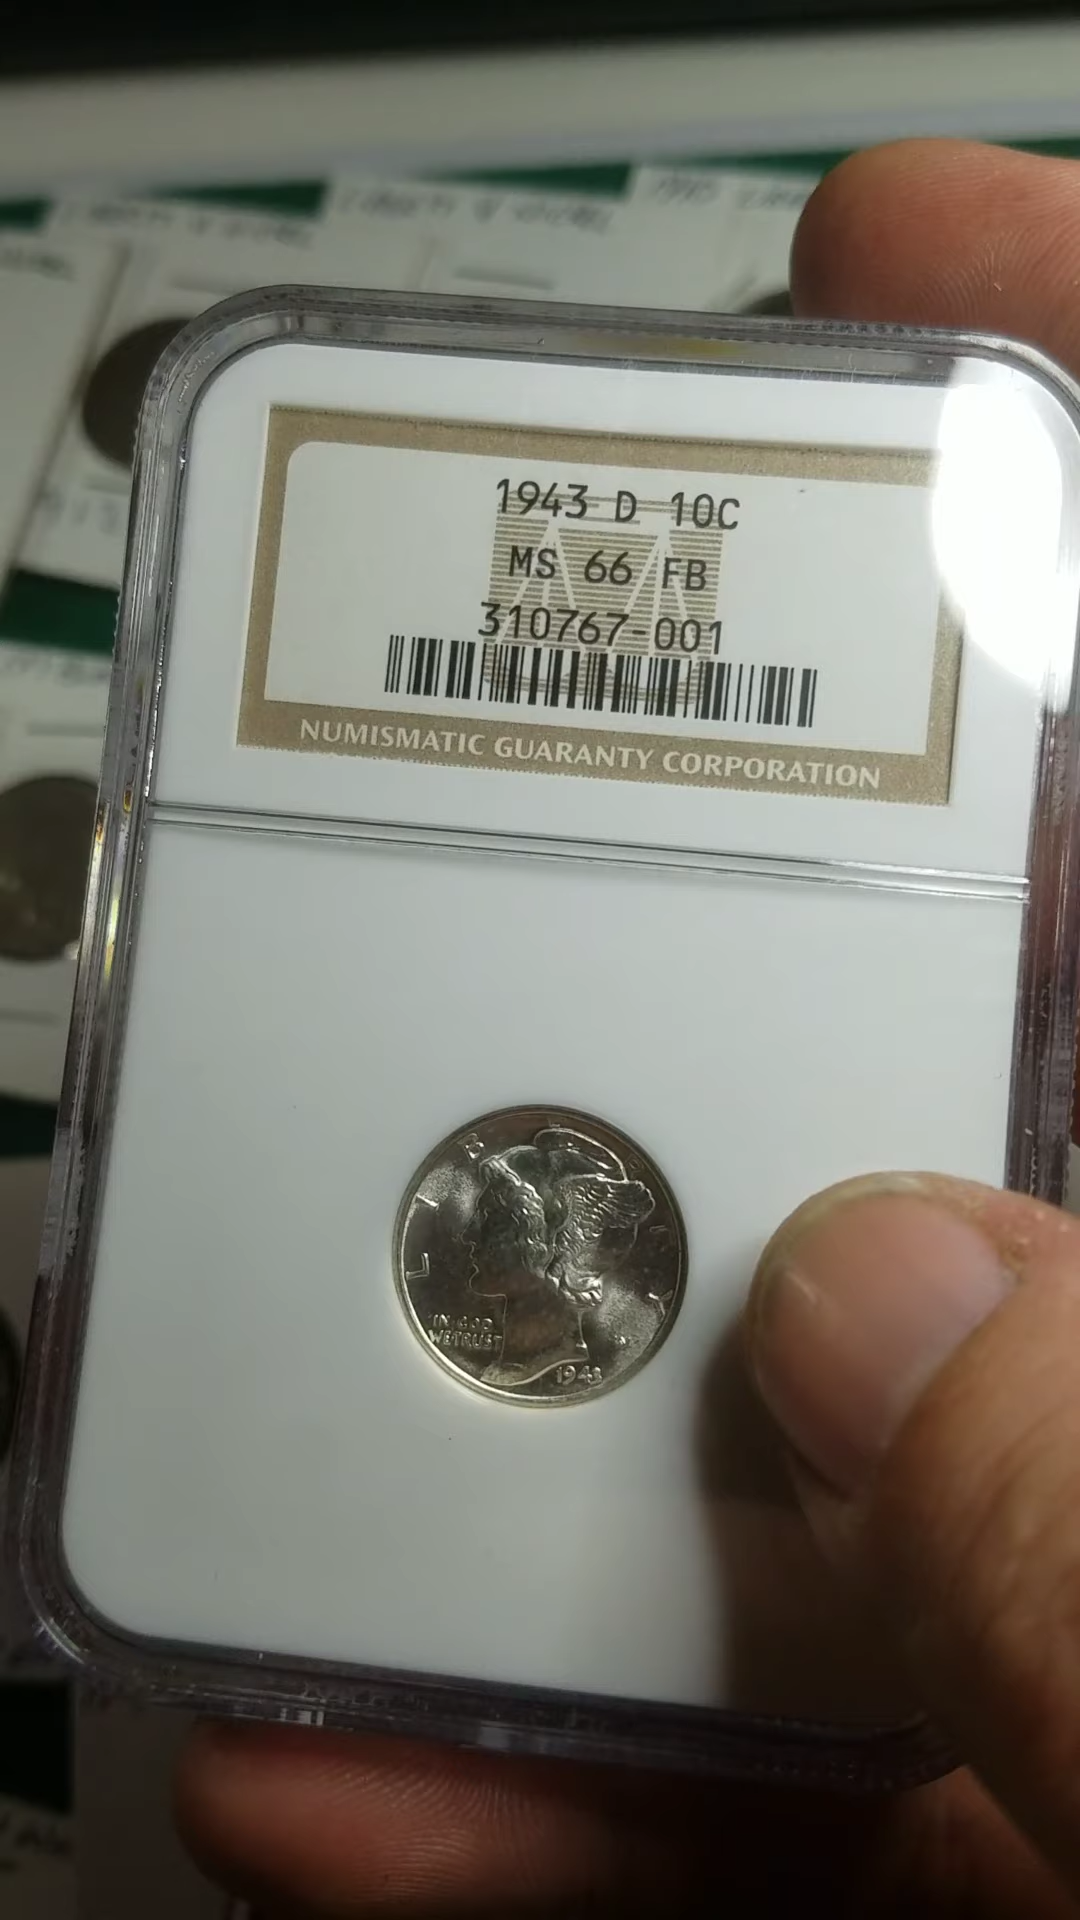 1943 D 10C
MS 66 FB
310767-001
NUMISMATIC GUARANTY CORPORATION
LIBERTY
IN GOD
WE TRUST
1943